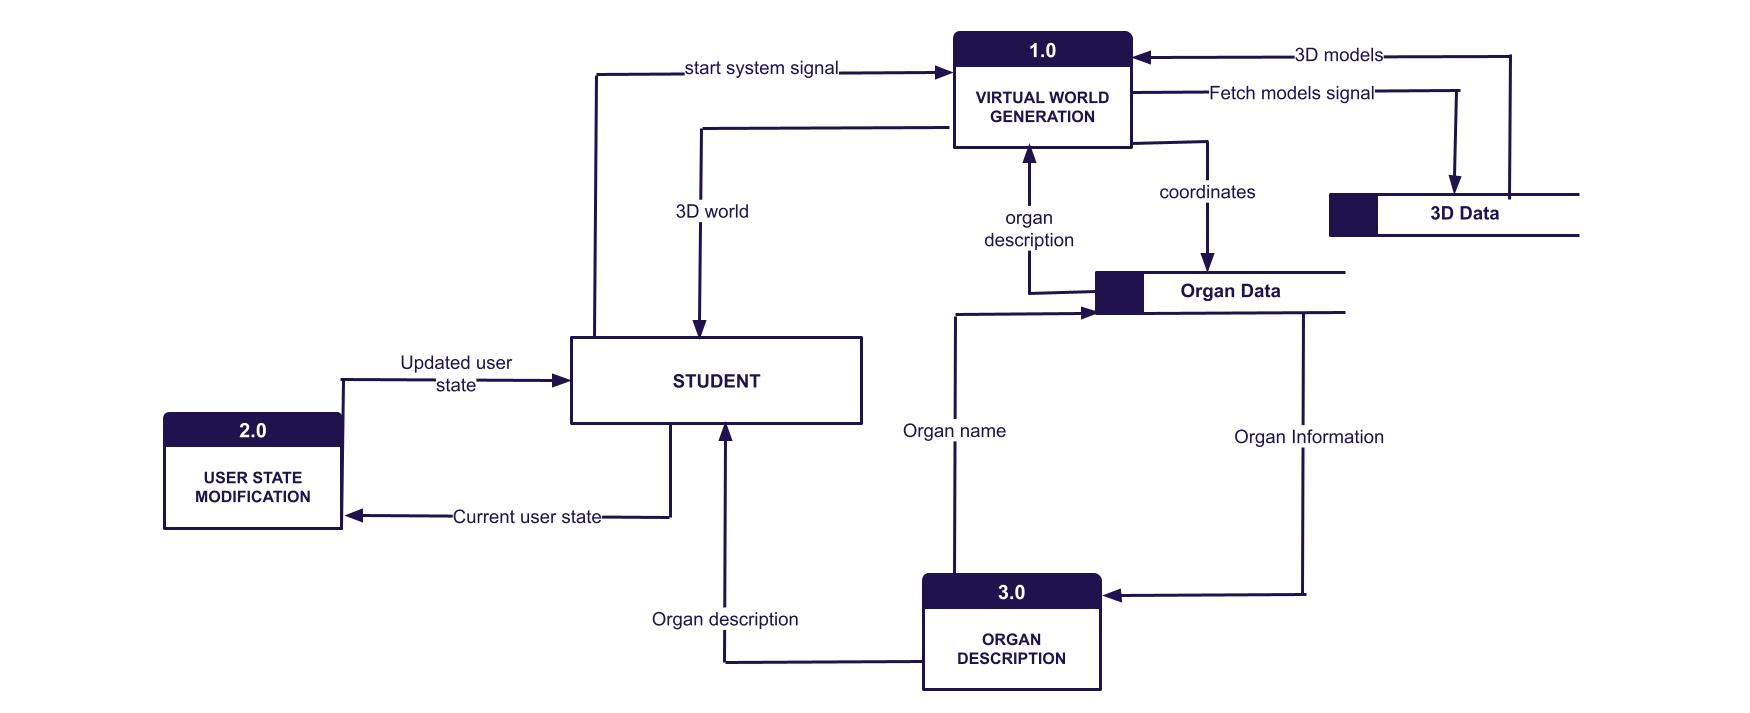 1.0
VIRTUAL WORLD
GENERATION
start system signal
3D models
Fetch models signal
3D world
organ
description
coordinates
3D Data
Organ Data
Updated user
state
STUDENT
2.0
USER STATE
MODIFICATION
Current user state
Organ name
Organ Information
Organ description
3.0
ORGAN
DESCRIPTION